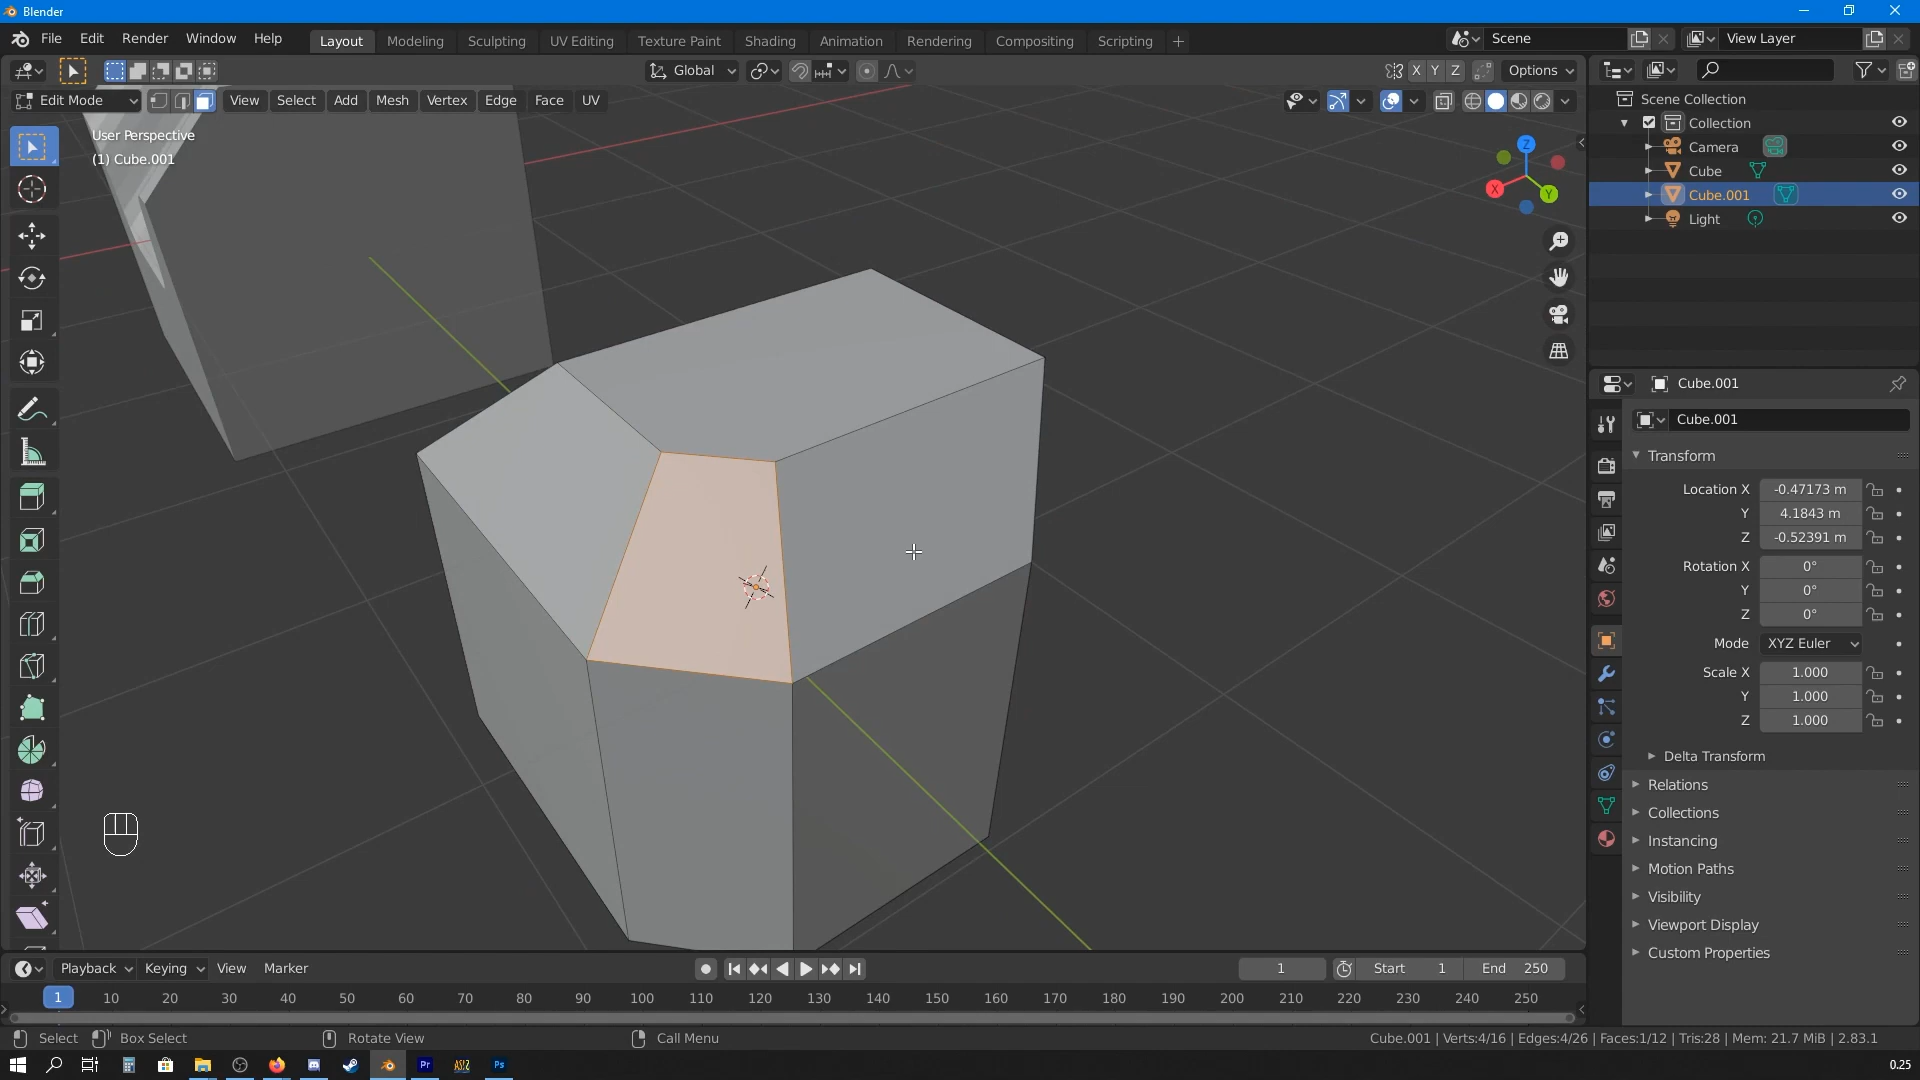 Blender
File Edit Render Window Help Layout Modeling Sculpting UV Editing Texture Paint Shading Animation Rendering Compositing Scripting + Scene View Layer
Global X Y Z Options
Edit Mode View Select Add Mesh Vertex Edge Face UV
User Perspective
(1) Cube.001
Z
X
Y
Scene Collection
Collection
Camera
Cube
Cube.001
Light
Cube.001
Cube.001
Transform
Location X -0.47173 m
Y 4.1843 m
Z -0.52391 m
Rotation X 0°
Y 0°
Z 0°
Mode XYZ Euler
Scale X 1.000
Y 1.000
Z 1.000
Delta Transform
Relations
Collections
Instancing
Motion Paths
Visibility
Viewport Display
Custom Properties
Playback Keying View Marker 1 Start 1 End 250
1 10 20 30 40 50 60 70 80 90 100 110 120 130 140 150 160 170 180 190 200 210 220 230 240 250
Select Box Select Rotate View Call Menu Cube.001 | Verts:4/16 | Edges:4/26 | Faces:1/12 | Tris:28 | Mem: 21.7 MiB | 2.83.1
Pr Ps 0.25